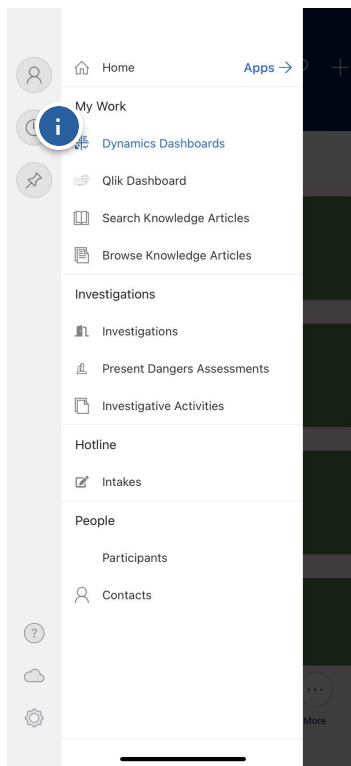 Home
Apps →
My Work
i
Dynamics Dashboards
Qlik Dashboard
Search Knowledge Articles
Browse Knowledge Articles
Investigations
Investigations
Present Dangers Assessments
Investigative Activities
Hotline
Intakes
People
Participants
Contacts
?
More